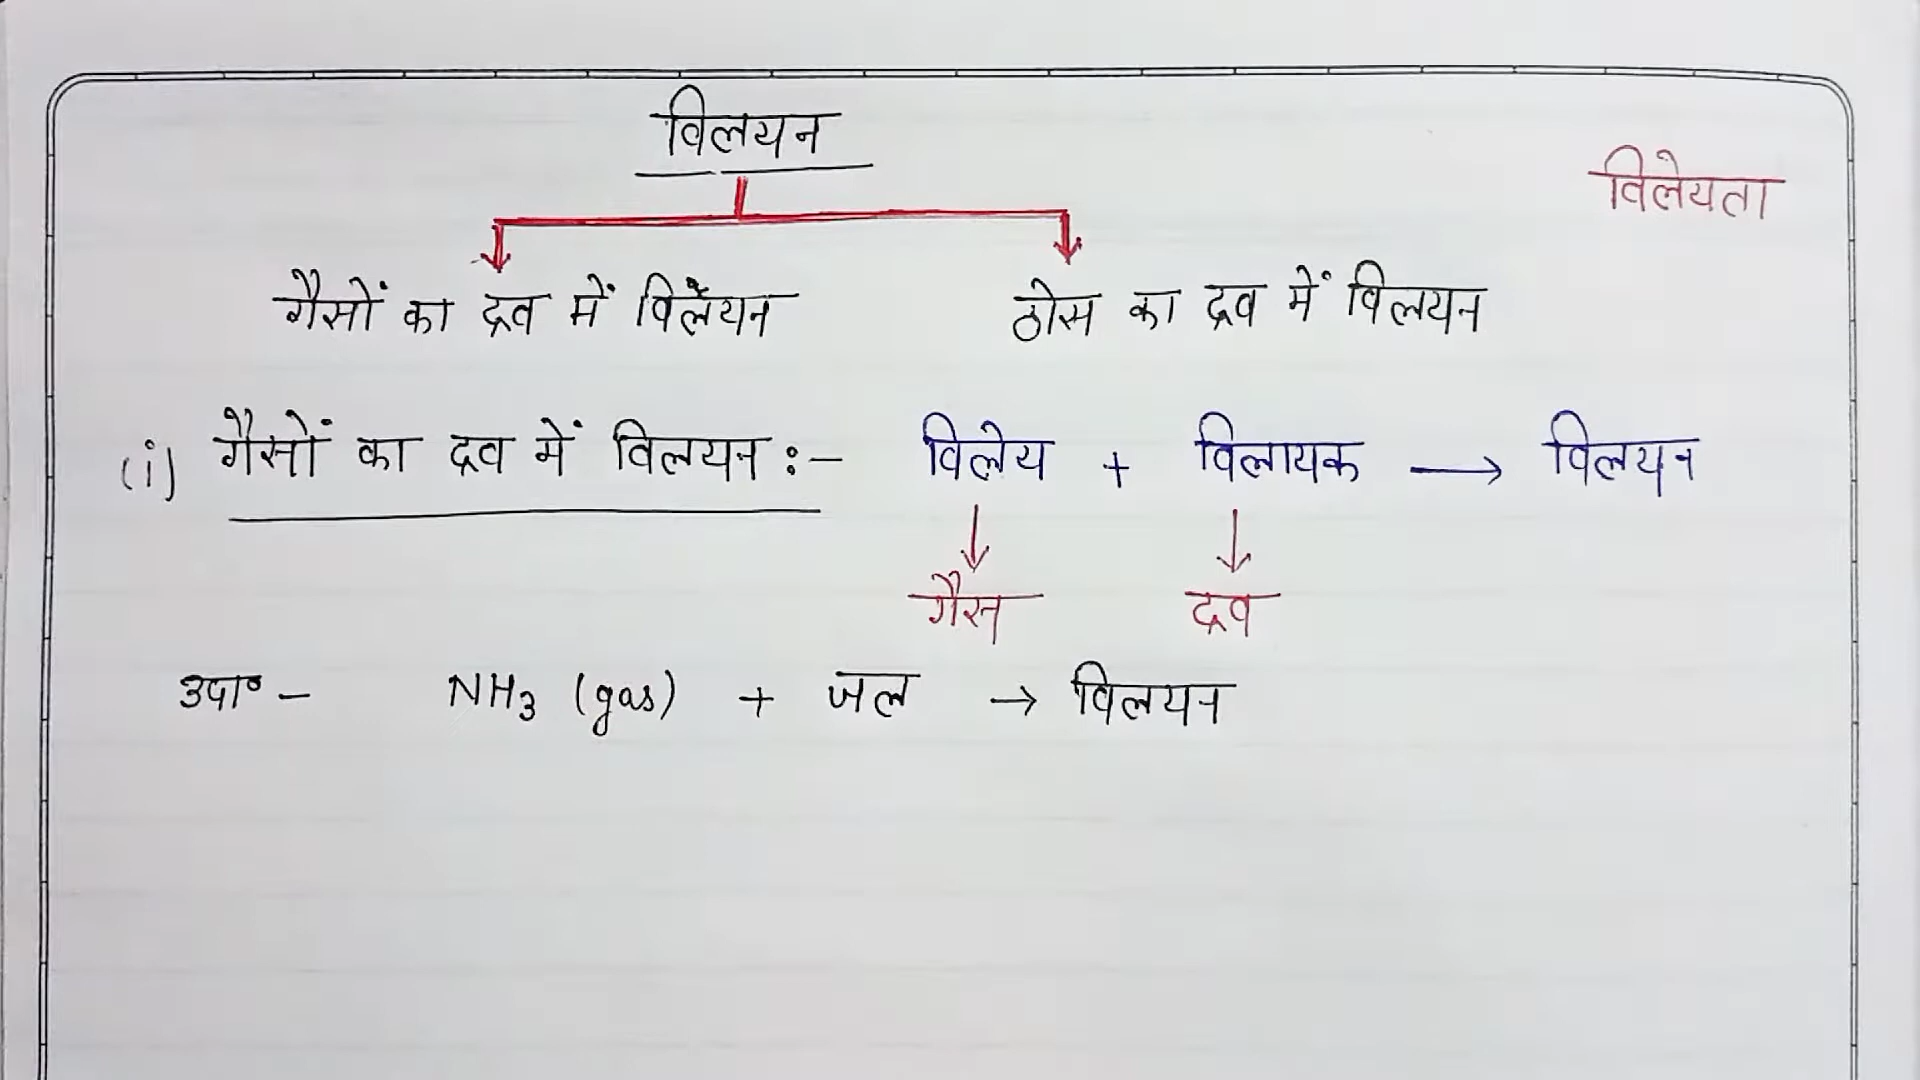 विलयन
विलेयता
गैसों का द्रव में विलयन ठोस का द्रव में विलयन
(i) गैसों का द्रव में विलयन :- विलेय + विलायक → विलयन
↓ ↓
गैस द्रव
उदा॰ - NH₃ (gas) + जल → विलयन